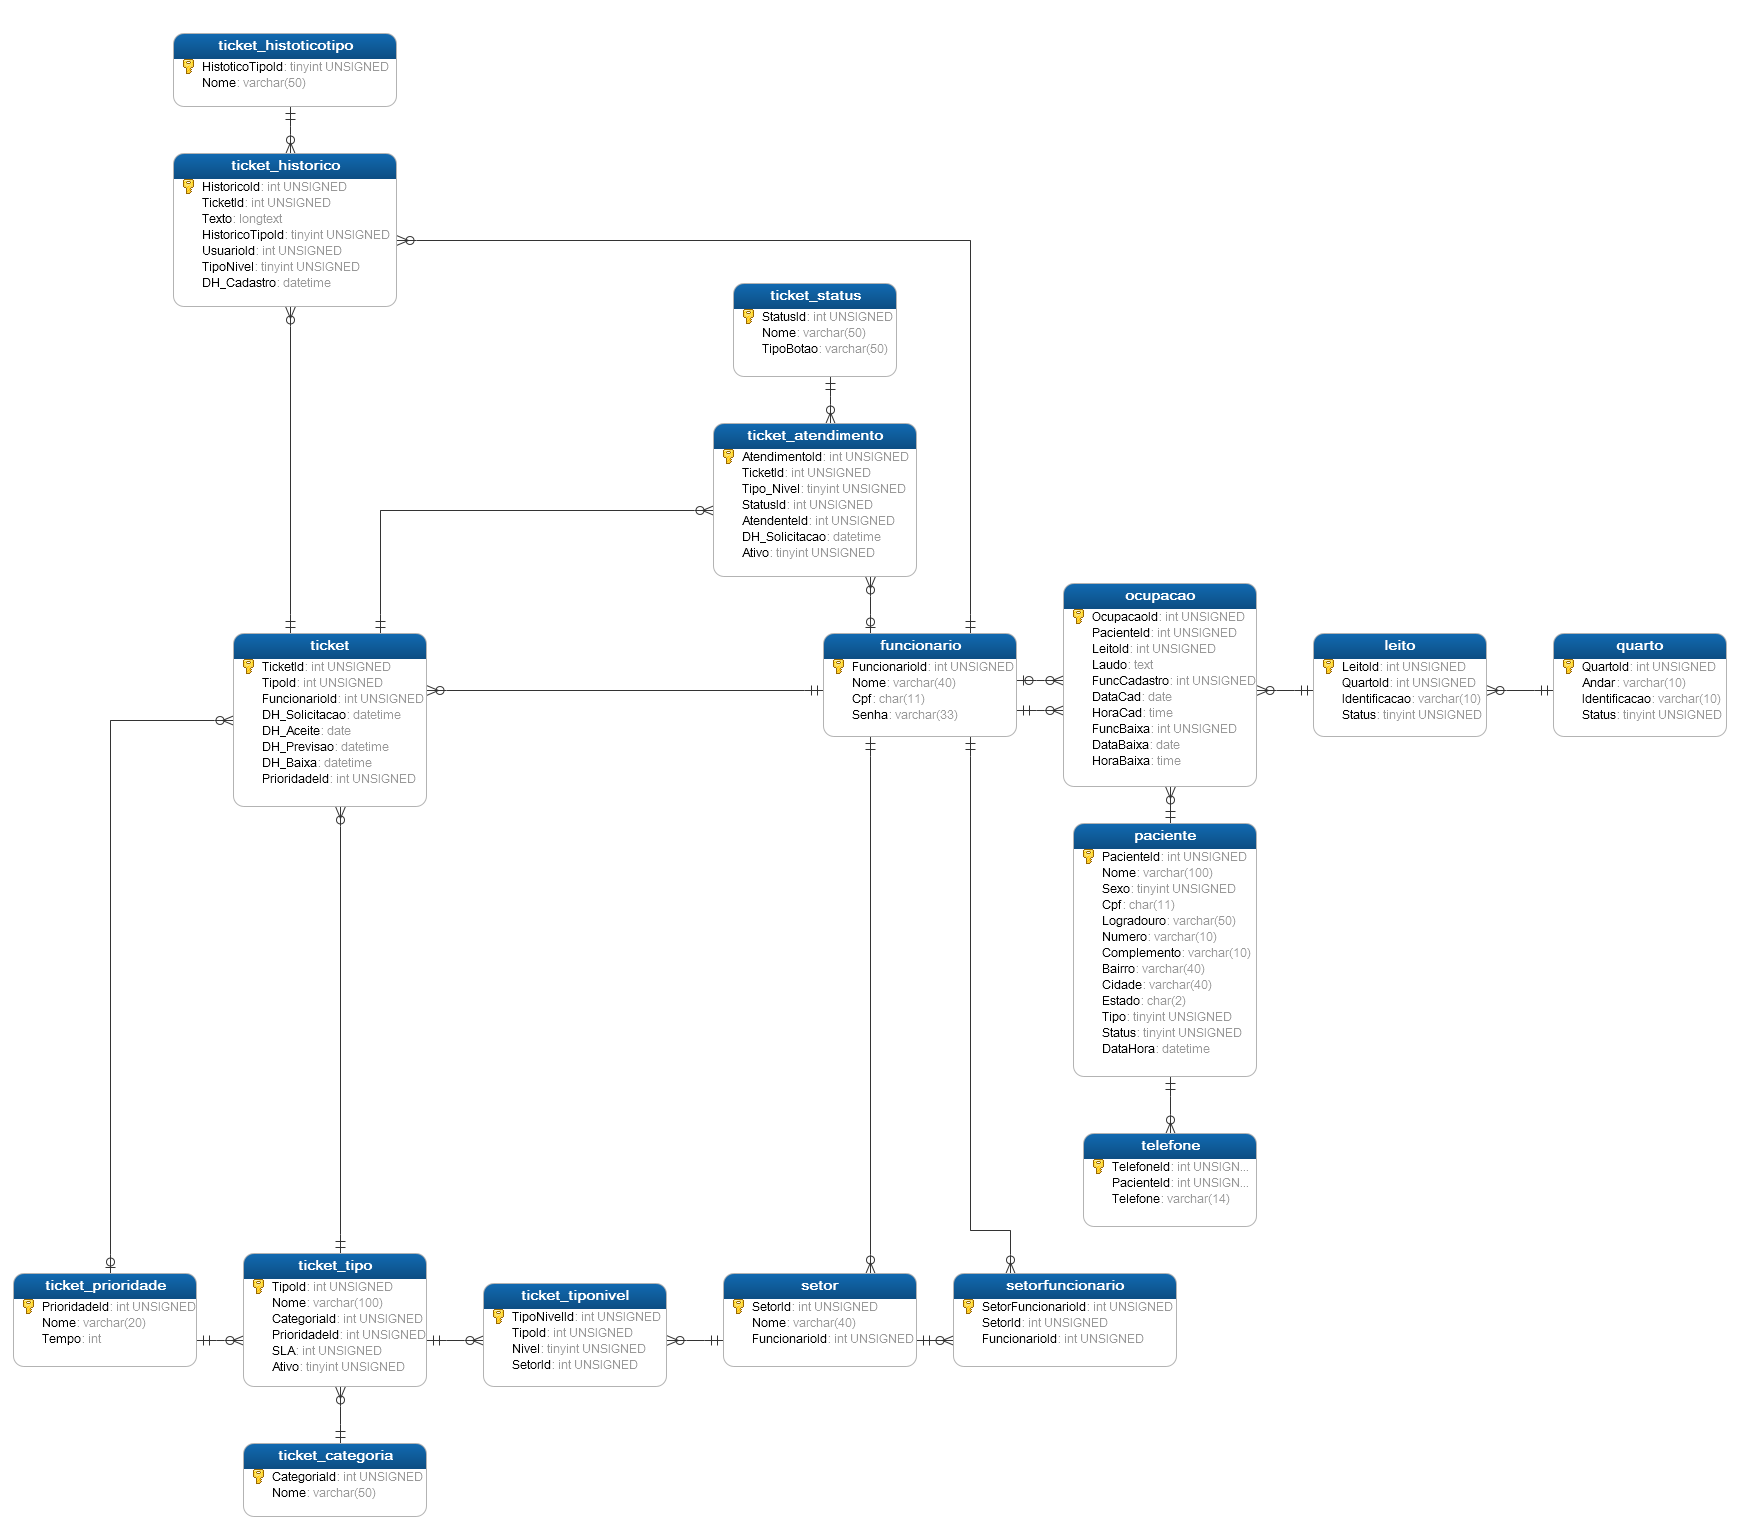 ticket_histoticotipo
HistoticoTipoId: tinyint UNSIGNED
Nome: varchar(50)
ticket_historico
HistoricoId: int UNSIGNED
TicketId: int UNSIGNED
Texto: longtext
HistoricoTipoId: tinyint UNSIGNED
UsuarioId: int UNSIGNED
TipoNivel: tinyint UNSIGNED
DH_Cadastro: datetime
ticket_status
StatusId: int UNSIGNED
Nome: varchar(50)
TipoBotao: varchar(50)
ticket_atendimento
AtendimentoId: int UNSIGNED
TicketId: int UNSIGNED
Tipo_Nivel: tinyint UNSIGNED
StatusId: int UNSIGNED
AtendenteId: int UNSIGNED
DH_Solicitacao: datetime
Ativo: tinyint UNSIGNED
ticket
TicketId: int UNSIGNED
TipoId: int UNSIGNED
FuncionarioId: int UNSIGNED
DH_Solicitacao: datetime
DH_Aceite: date
DH_Previsao: datetime
DH_Baixa: datetime
PrioridadeId: int UNSIGNED
funcionario
FuncionarioId: int UNSIGNED
Nome: varchar(40)
Cpf: char(11)
Senha: varchar(33)
ocupacao
OcupacaoId: int UNSIGNED
PacienteId: int UNSIGNED
LeitoId: int UNSIGNED
Laudo: text
FuncCadastro: int UNSIGNED
DataCad: date
HoraCad: time
FuncBaixa: int UNSIGNED
DataBaixa: date
HoraBaixa: time
leito
LeitoId: int UNSIGNED
QuartoId: int UNSIGNED
Identificacao: varchar(10)
Status: tinyint UNSIGNED
quarto
QuartoId: int UNSIGNED
Andar: varchar(10)
Identificacao: varchar(10)
Status: tinyint UNSIGNED
paciente
PacienteId: int UNSIGNED
Nome: varchar(100)
Sexo: tinyint UNSIGNED
Cpf: char(11)
Logradouro: varchar(50)
Numero: varchar(10)
Complemento: varchar(10)
Bairro: varchar(40)
Cidade: varchar(40)
Estado: char(2)
Tipo: tinyint UNSIGNED
Status: tinyint UNSIGNED
DataHora: datetime
telefone
TelefoneId: int UNSIGN...
PacienteId: int UNSIGN...
Telefone: varchar(14)
ticket_prioridade
PrioridadeId: int UNSIGNED
Nome: varchar(20)
Tempo: int
ticket_tipo
TipoId: int UNSIGNED
Nome: varchar(100)
CategoriaId: int UNSIGNED
PrioridadeId: int UNSIGNED
SLA: int UNSIGNED
Ativo: tinyint UNSIGNED
ticket_tiponivel
TipoNivelId: int UNSIGNED
TipoId: int UNSIGNED
Nivel: tinyint UNSIGNED
SetorId: int UNSIGNED
setor
SetorId: int UNSIGNED
Nome: varchar(40)
FuncionarioId: int UNSIGNED
setorfuncionario
SetorFuncionarioId: int UNSIGNED
SetorId: int UNSIGNED
FuncionarioId: int UNSIGNED
ticket_categoria
CategoriaId: int UNSIGNED
Nome: varchar(50)